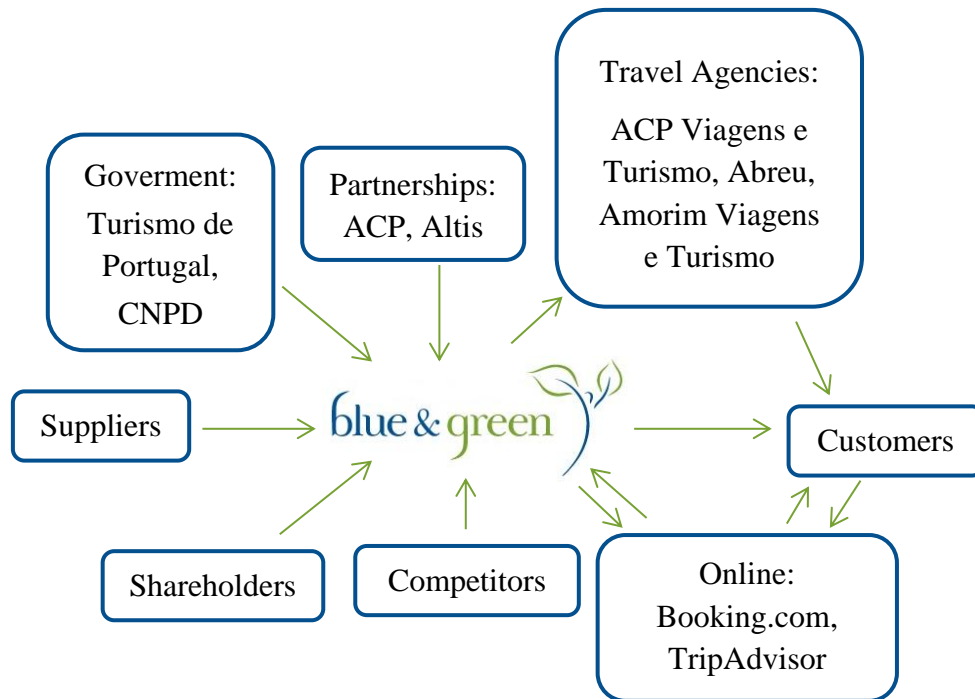 Travel Agencies:
ACP Viagens e
Turismo, Abreu,
Amorim Viagens
e Turismo
Goverment:
Turismo de
Portugal,
CNPD
Partnerships:
ACP, Altis
Suppliers
blue & green
Customers
Shareholders
Competitors
Online:
Booking.com,
TripAdvisor